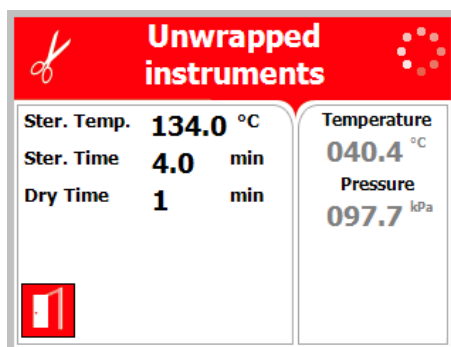 Unwrapped
instruments
Ster. Temp. 134.0 °C
Ster. Time 4.0 min
Dry Time 1 min
Temperature
040.4 °C
Pressure
097.7 kPa